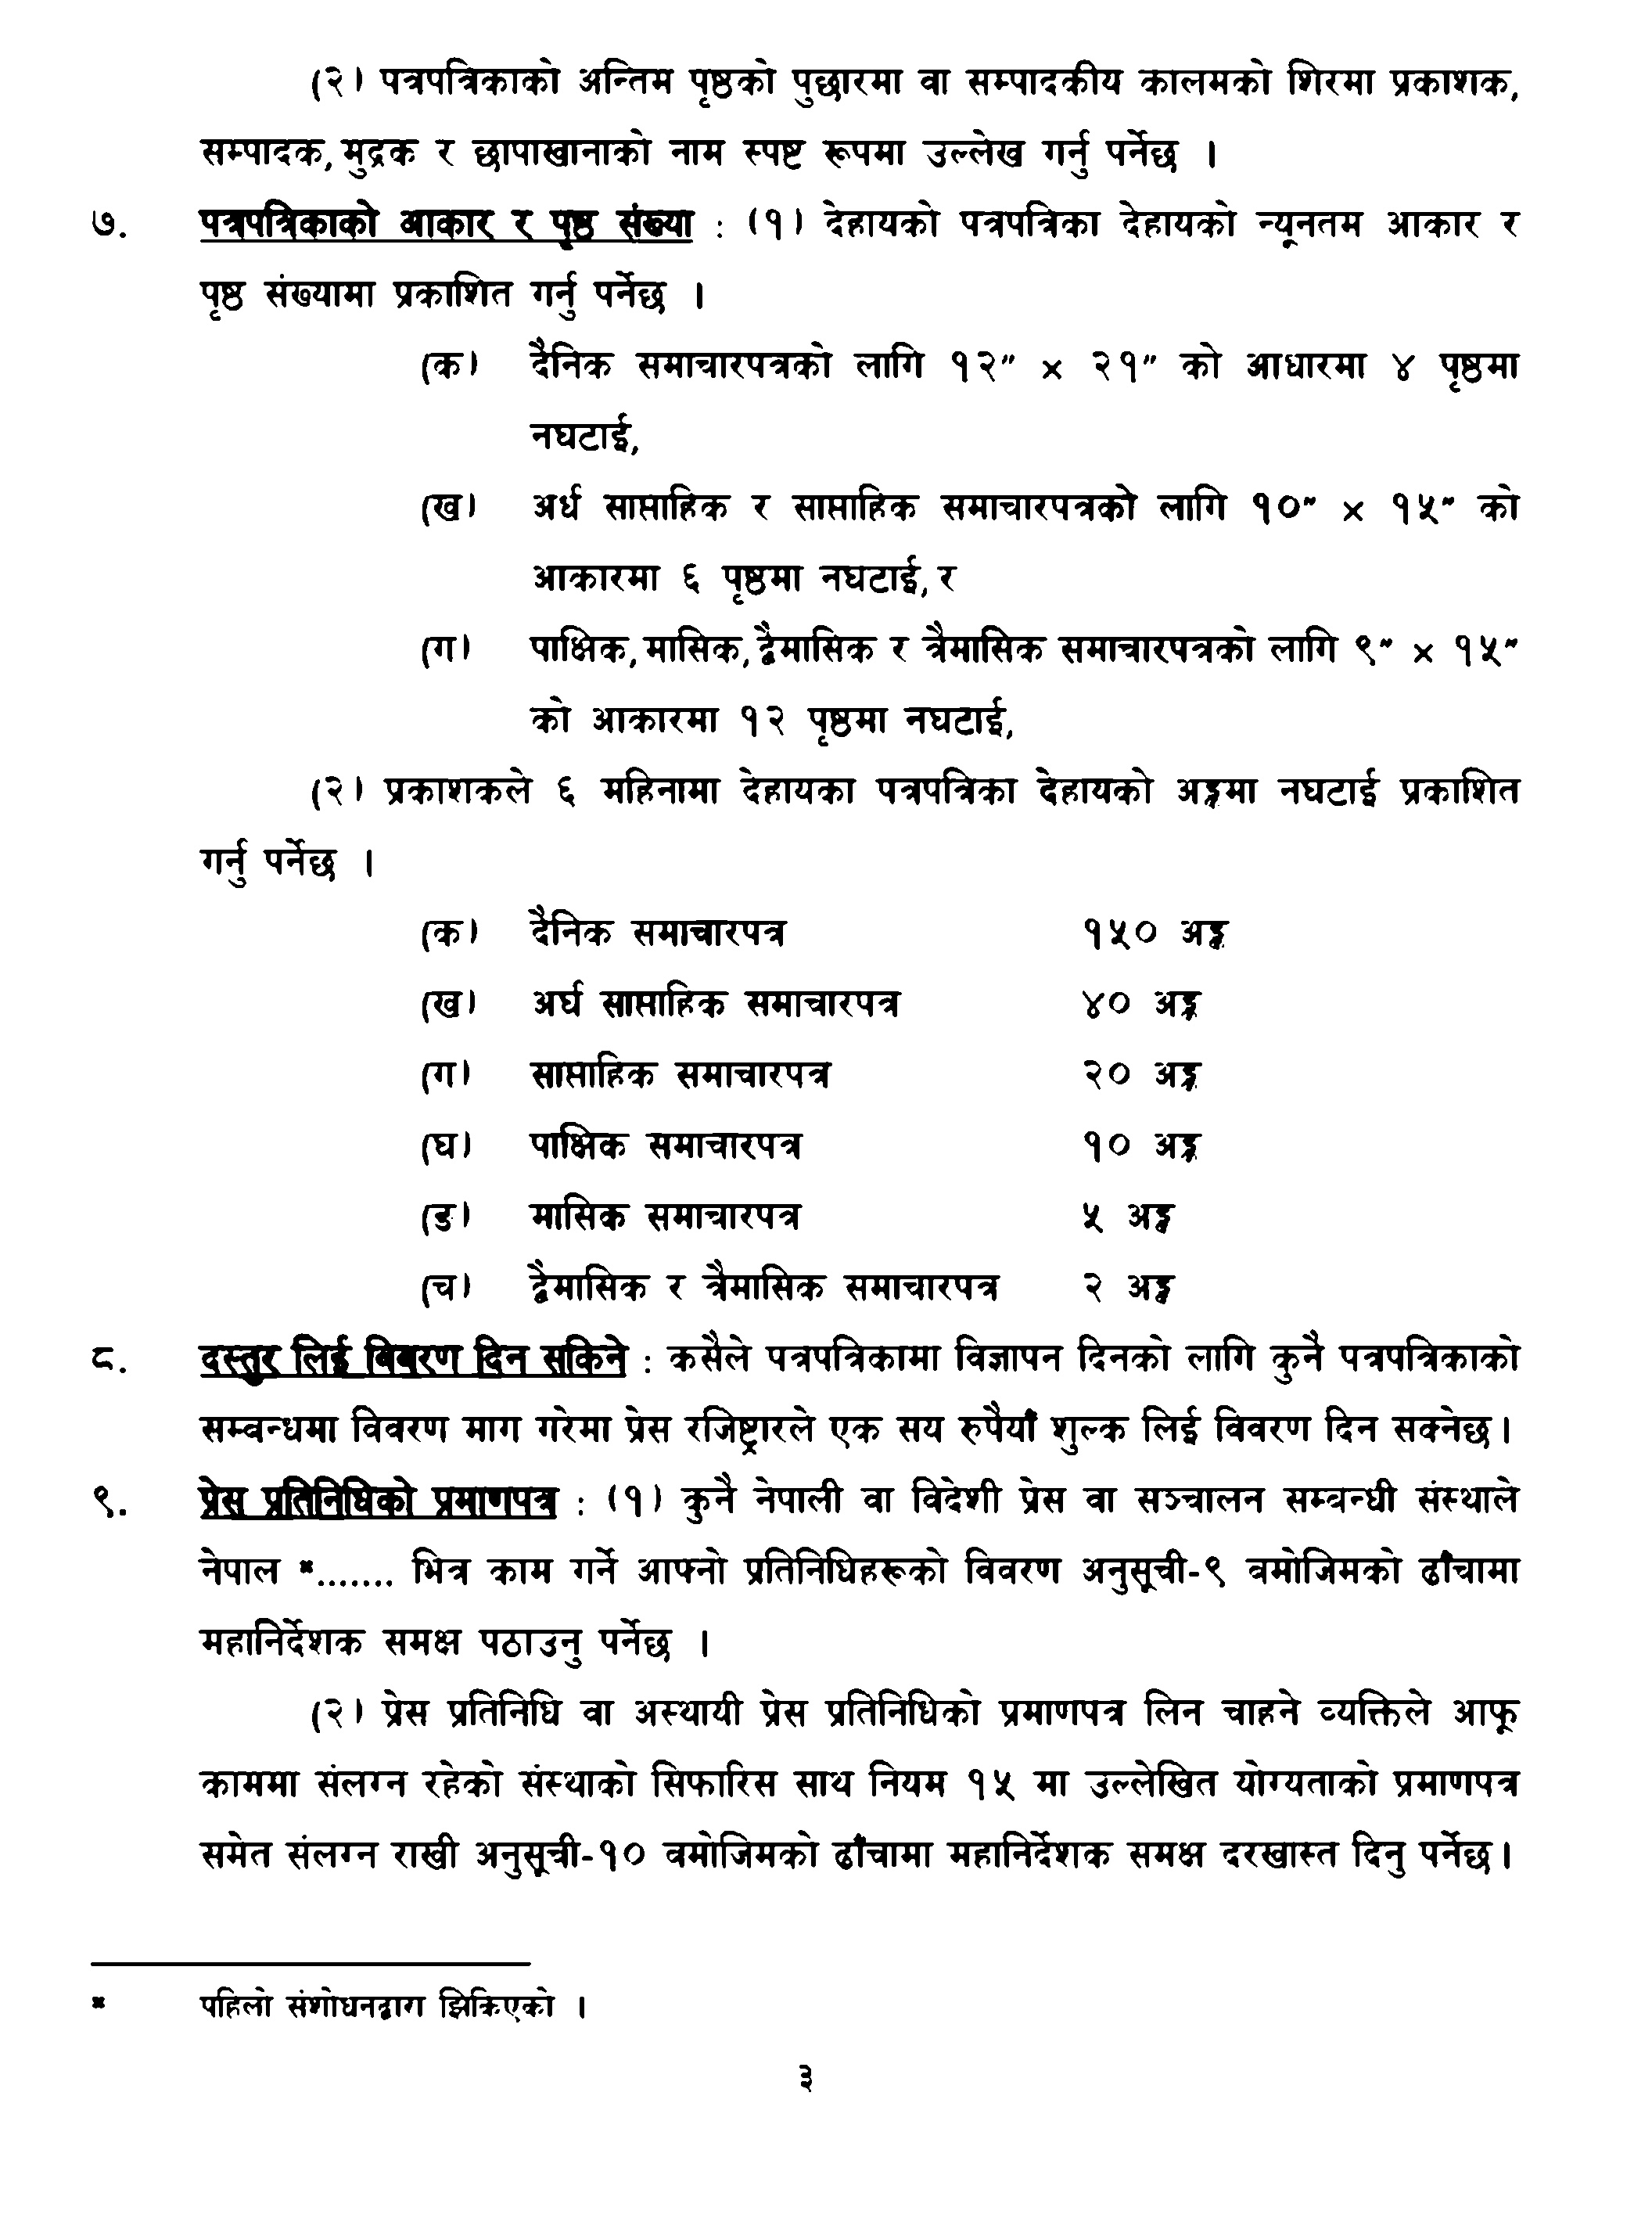 (२) पत्रपत्रिकाको अन्तिम पृष्ठको पुछारमा वा सम्पादकीय कालमको शिरमा प्रकाशक,
सम्पादक, मुद्रक र छापाखानाको नाम स्पष्ट रूपमा उल्लेख गर्नु पर्नेछ ।
७. पत्रपत्रिकाको आकार र पृष्ठ संख्या : (१) देहायको पत्रपत्रिका देहायको न्यूनतम आकार र
पृष्ठ संख्यामा प्रकाशित गर्नु पर्नेछ ।
(क) दैनिक समाचारपत्रको लागि १२" × २१" को आधारमा ४ पृष्ठमा
नघटाई,
(ख) अर्ध साप्ताहिक र साप्ताहिक समाचारपत्रको लागि १०" × १५" को
आकारमा ६ पृष्ठमा नघटाई, र
(ग) पाक्षिक, मासिक, द्वैमासिक र त्रैमासिक समाचारपत्रको लागि ९" × १५"
को आकारमा १२ पृष्ठमा नघटाई,
(२) प्रकाशकले ६ महिनामा देहायका पत्रपत्रिका देहायको अङ्कमा नघटाई प्रकाशित
गर्नु पर्नेछ ।
(क) दैनिक समाचारपत्र १५० अङ्क
(ख) अर्घ साप्ताहिक समाचारपत्र ४० अङ्क
(ग) साप्ताहिक समाचारपत्र २० अङ्क
(घ) पाक्षिक समाचारपत्र १० अङ्क
(ड) मासिक समाचारपत्र ५ अङ्क
(च) द्वैमासिक र त्रैमासिक समाचारपत्र २ अङ्क
८. दस्तुर लिई विवरण दिन सकिने : कसैले पत्रपत्रिकामा विज्ञापन दिनको लागि कुनै पत्रपत्रिकाको
सम्बन्धमा विवरण माग गरेमा प्रेस रजिष्ट्रारले एक सय रुपैयाँ शुल्क लिई विवरण दिन सक्नेछ।
९. प्रेस प्रतिनिधिको प्रमाणपत्र : (१) कुनै नेपाली वा विदेशी प्रेस वा सञ्चालन सम्बन्धी संस्थाले
नेपाल *....... भित्र काम गर्ने आफ्नो प्रतिनिधिहरूको विवरण अनुसूची-९ बमोजिमको ढाँचामा
महानिर्देशक समक्ष पठाउनु पर्नेछ ।
(२) प्रेस प्रतिनिधि वा अस्थायी प्रेस प्रतिनिधिको प्रमाणपत्र लिन चाहने व्यक्तिले आफू
काममा संलग्न रहेको संस्थाको सिफारिस साथ नियम १५ मा उल्लेखित योग्यताको प्रमाणपत्र
समेत संलग्न राखी अनुसूची-१० बमोजिमको ढाँचामा महानिर्देशक समक्ष दरखास्त दिनु पर्नेछ।
* पहिलो संशोधनद्वारा झिकिएको ।
३